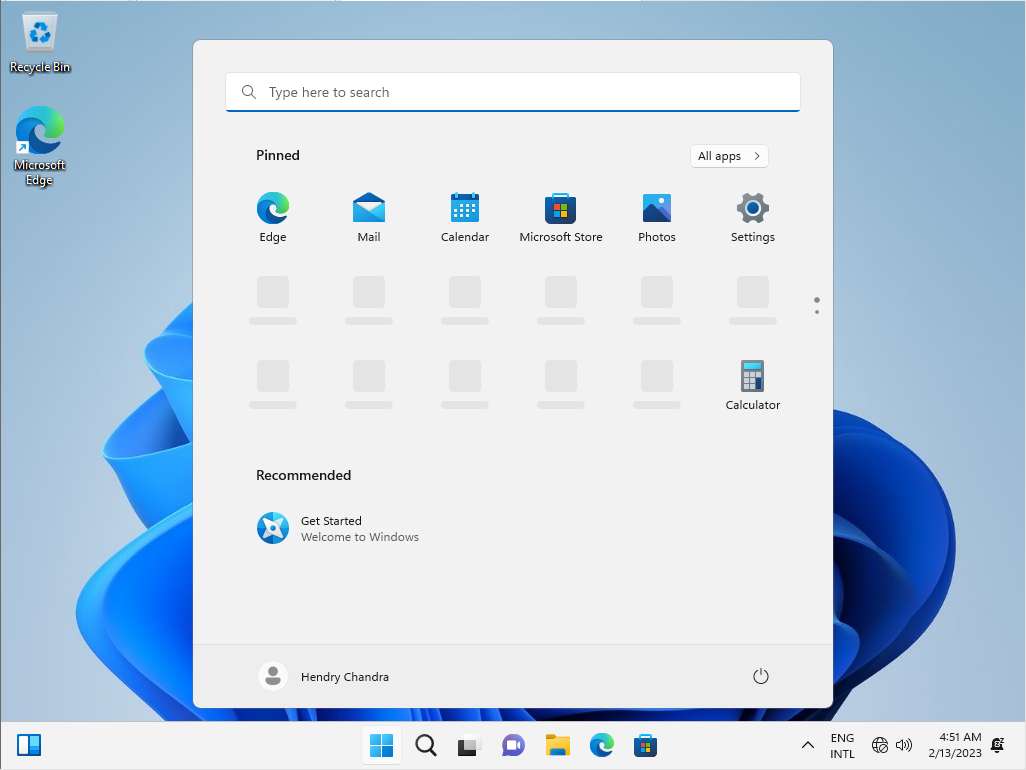 Recycle Bin
Microsoft
Edge
Type here to search
Pinned
All apps
Edge
Mail
Calendar
Microsoft Store
Photos
Settings
Calculator
Recommended
Get Started
Welcome to Windows
Hendry Chandra
ENG
INTL
4:51 AM
2/13/2023